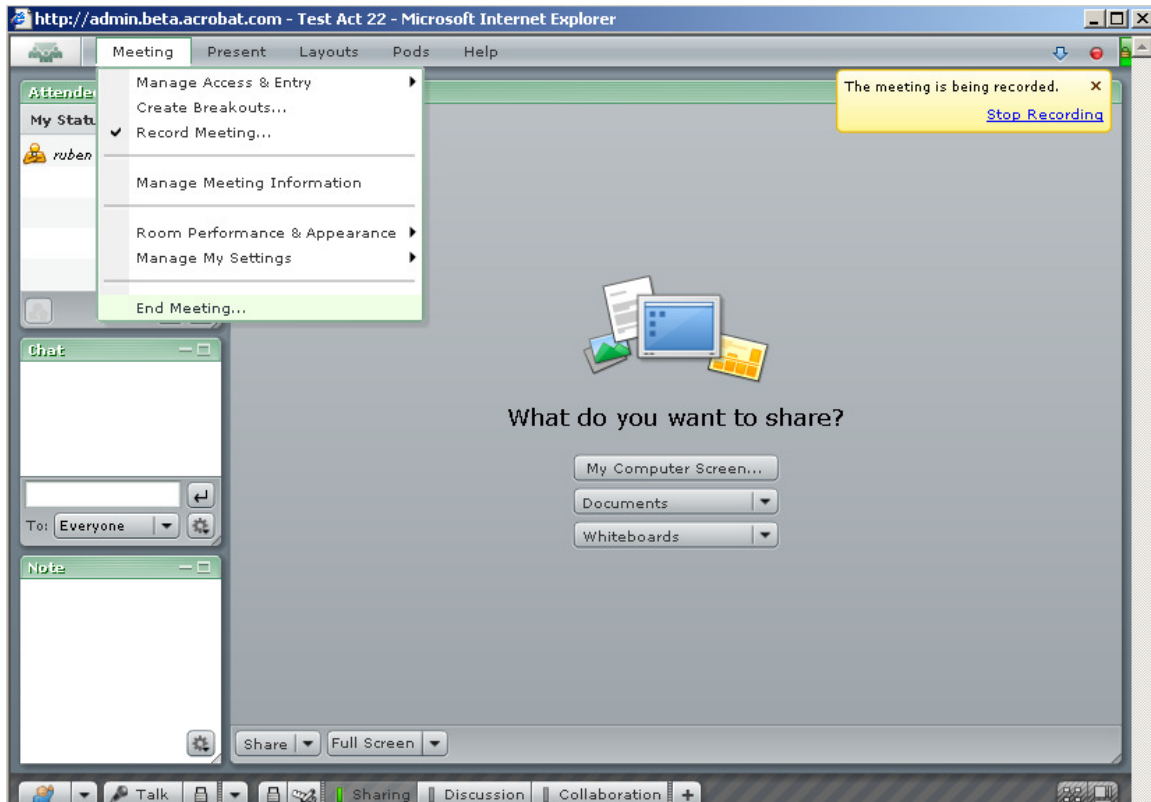 http://admin.beta.acrobat.com - Test Act 22 - Microsoft Internet Explorer
Meeting Present Layouts Pods Help
Manage Access & Entry
Create Breakouts...
Record Meeting...
Manage Meeting Information
Room Performance & Appearance
Manage My Settings
End Meeting...
The meeting is being recorded.
Stop Recording
My
ruben
Chat
To: Everyone
Note
What do you want to share?
My Computer Screen...
Documents
Whiteboards
Share Full Screen
Talk Sharing Discussion Collaboration +